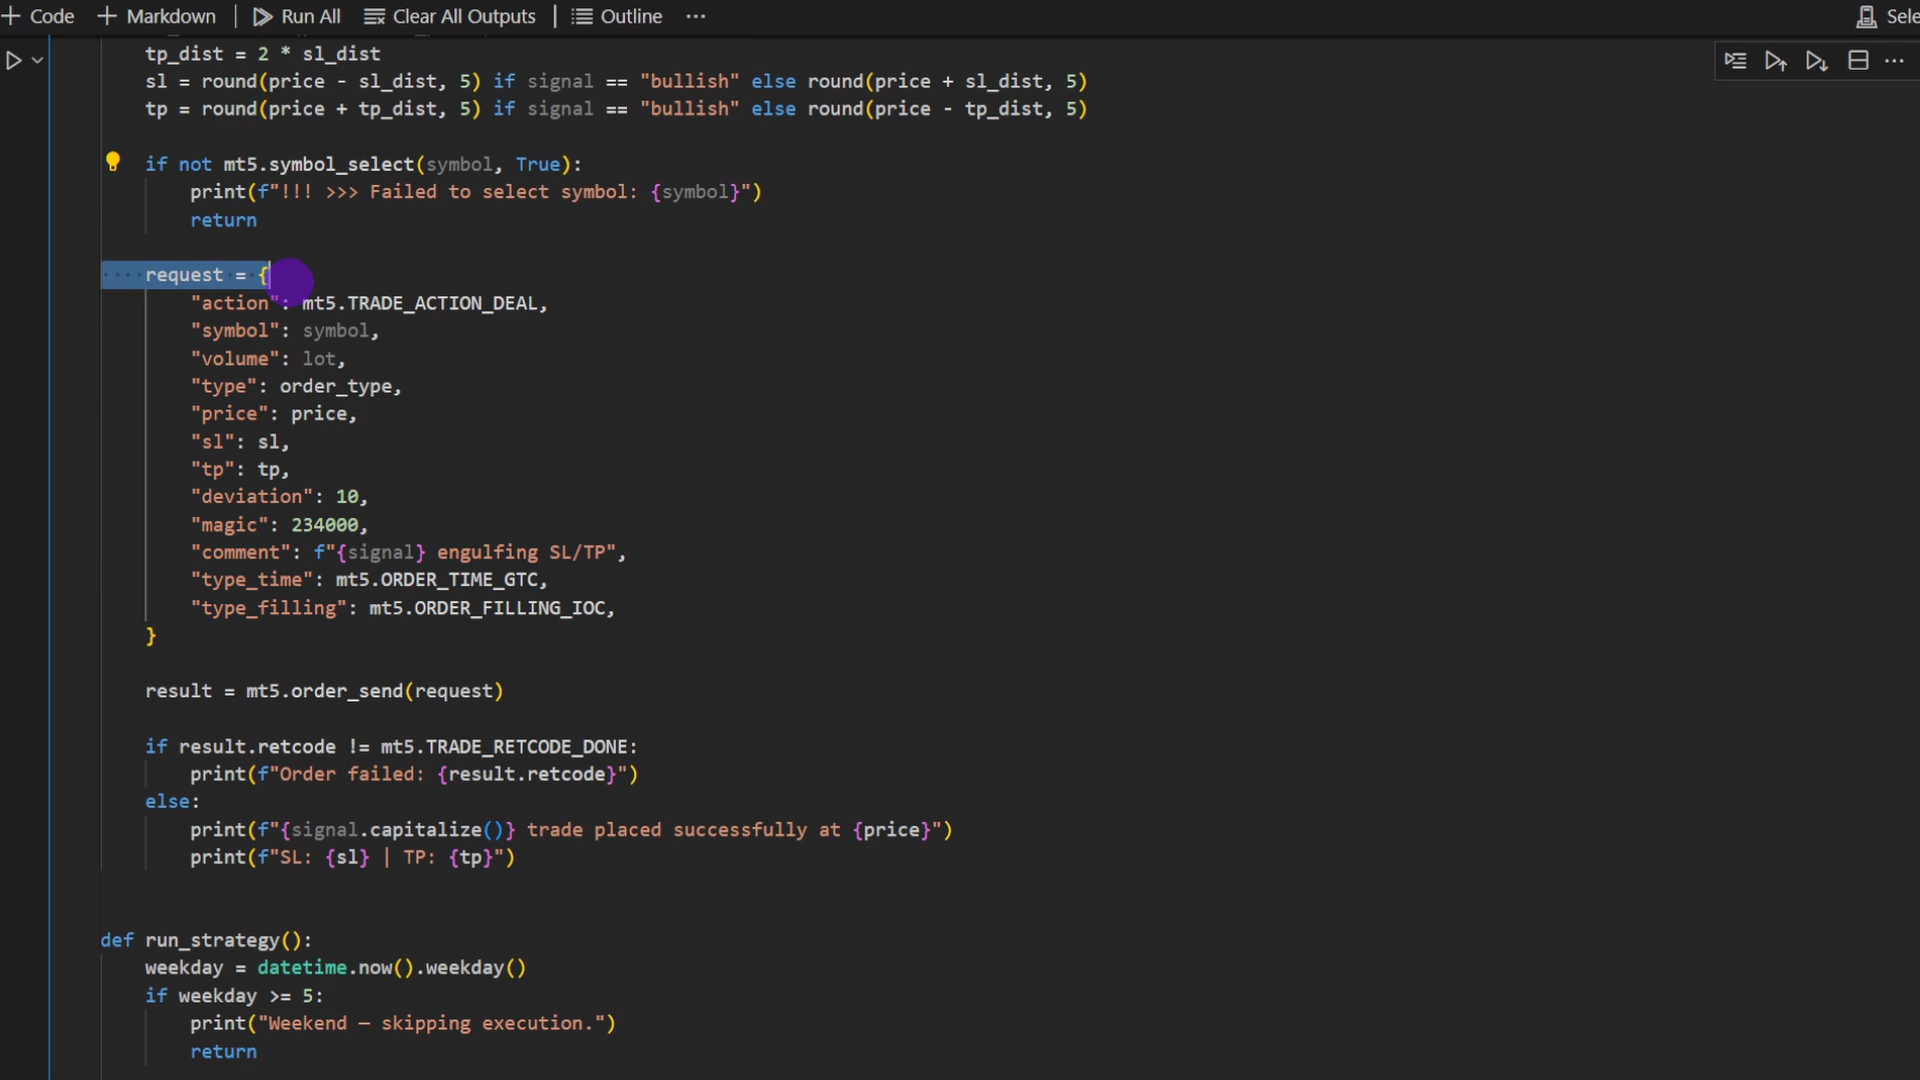 Code
Markdown
Run All
Clear All Outputs
Outline
...
Sele
tp_dist = 2 * sl_dist
sl = round(price - sl_dist, 5) if signal == "bullish" else round(price + sl_dist, 5)
tp = round(price + tp_dist, 5) if signal == "bullish" else round(price - tp_dist, 5)
if not mt5.symbol_select(symbol, True):
print(f"!!! >>> Failed to select symbol: {symbol}")
return
request = {
"action": mt5.TRADE_ACTION_DEAL,
"symbol": symbol,
"volume": lot,
"type": order_type,
"price": price,
"sl": sl,
"tp": tp,
"deviation": 10,
"magic": 234000,
"comment": f"{signal} engulfing SL/TP",
"type_time": mt5.ORDER_TIME_GTC,
"type_filling": mt5.ORDER_FILLING_IOC,
}
result = mt5.order_send(request)
if result.retcode != mt5.TRADE_RETCODE_DONE:
print(f"Order failed: {result.retcode}")
else:
print(f"{signal.capitalize()} trade placed successfully at {price}")
print(f"SL: {sl} | TP: {tp}")
def run_strategy():
weekday = datetime.now().weekday()
if weekday >= 5:
print("Weekend — skipping execution.")
return